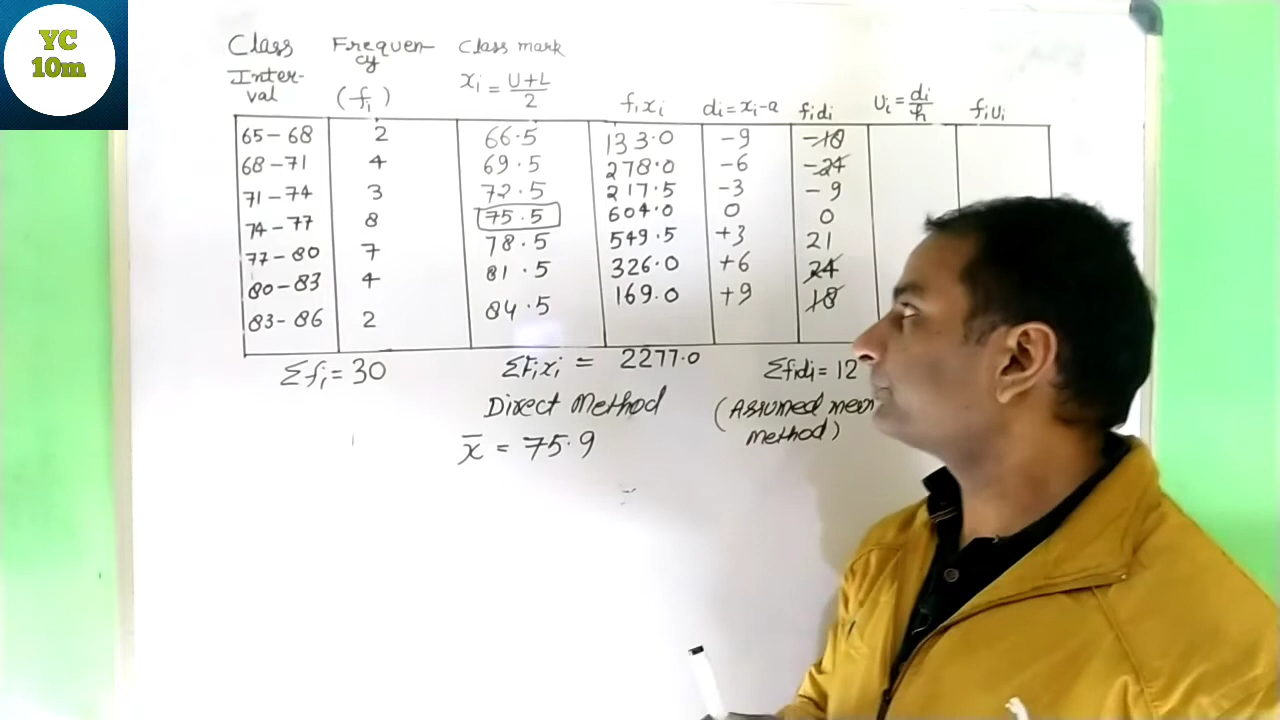 YC
10m
Class Inter-val Frequen-cy (fi) Class mark xi = U+L/2 fixi di = xi-a fidi Ui = di/h fiui
65-68 2 66.5 133.0 -9 -18
68-71 4 69.5 278.0 -6 -24
71-74 3 72.5 217.5 -3 -9
74-77 8 75.5 604.0 0 0
77-80 7 78.5 549.5 +3 21
80-83 4 81.5 326.0 +6 24
83-86 2 84.5 169.0 +9 18
Σfi = 30 ΣFixi = 2277.0 Σfidi = 12
Direct Method (Assumed mean
x̄ = 75.9 method)